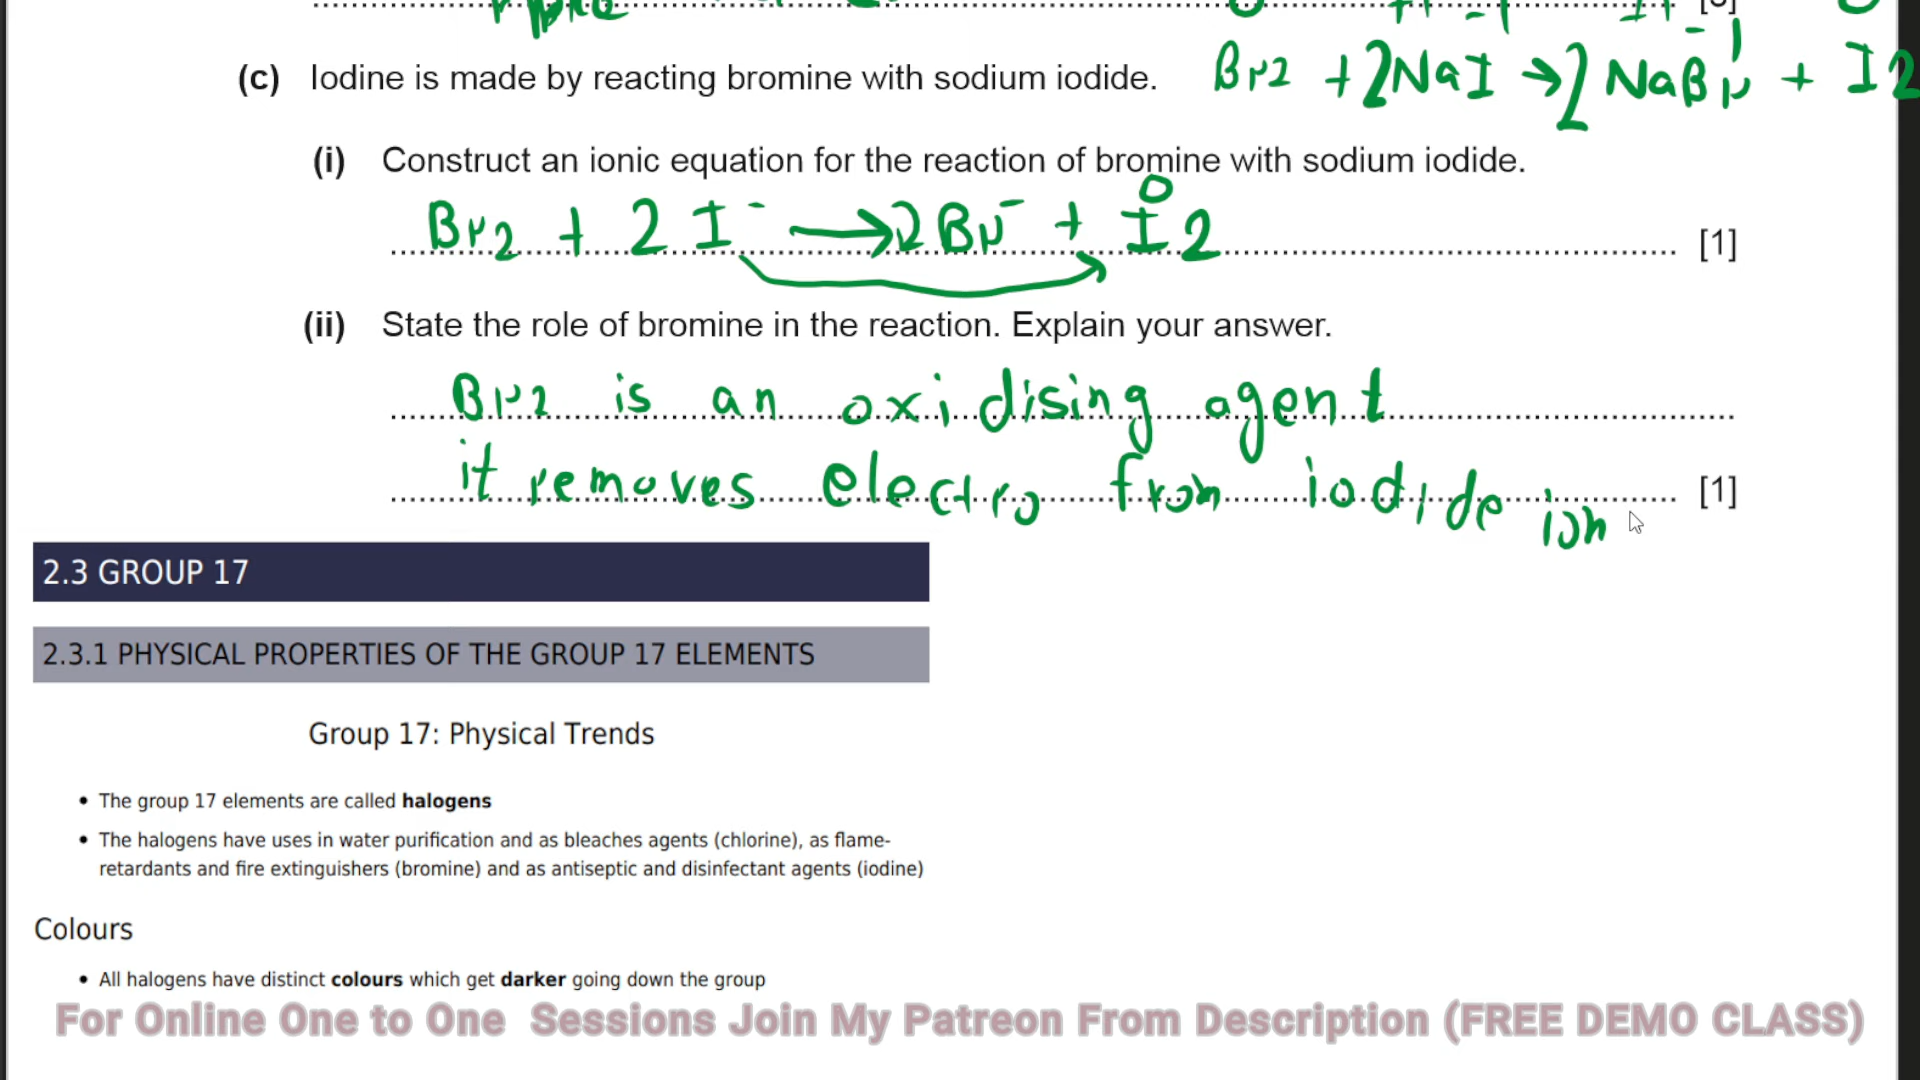 [3]
(c) Iodine is made by reacting bromine with sodium iodide. Br2 + 2NaI → 2NaBr + I2
(i) Construct an ionic equation for the reaction of bromine with sodium iodide.
Br2 + 2I⁻ → 2Br⁻ + I2 [1]
(ii) State the role of bromine in the reaction. Explain your answer.
Br2 is an oxidising agent
it removes electro from iodide ion [1]
2.3 GROUP 17
2.3.1 PHYSICAL PROPERTIES OF THE GROUP 17 ELEMENTS
Group 17: Physical Trends
• The group 17 elements are called halogens
• The halogens have uses in water purification and as bleaches agents (chlorine), as flame-
retardants and fire extinguishers (bromine) and as antiseptic and disinfectant agents (iodine)
Colours
• All halogens have distinct colours which get darker going down the group
For Online One to One Sessions Join My Patreon From Description (FREE DEMO CLASS)